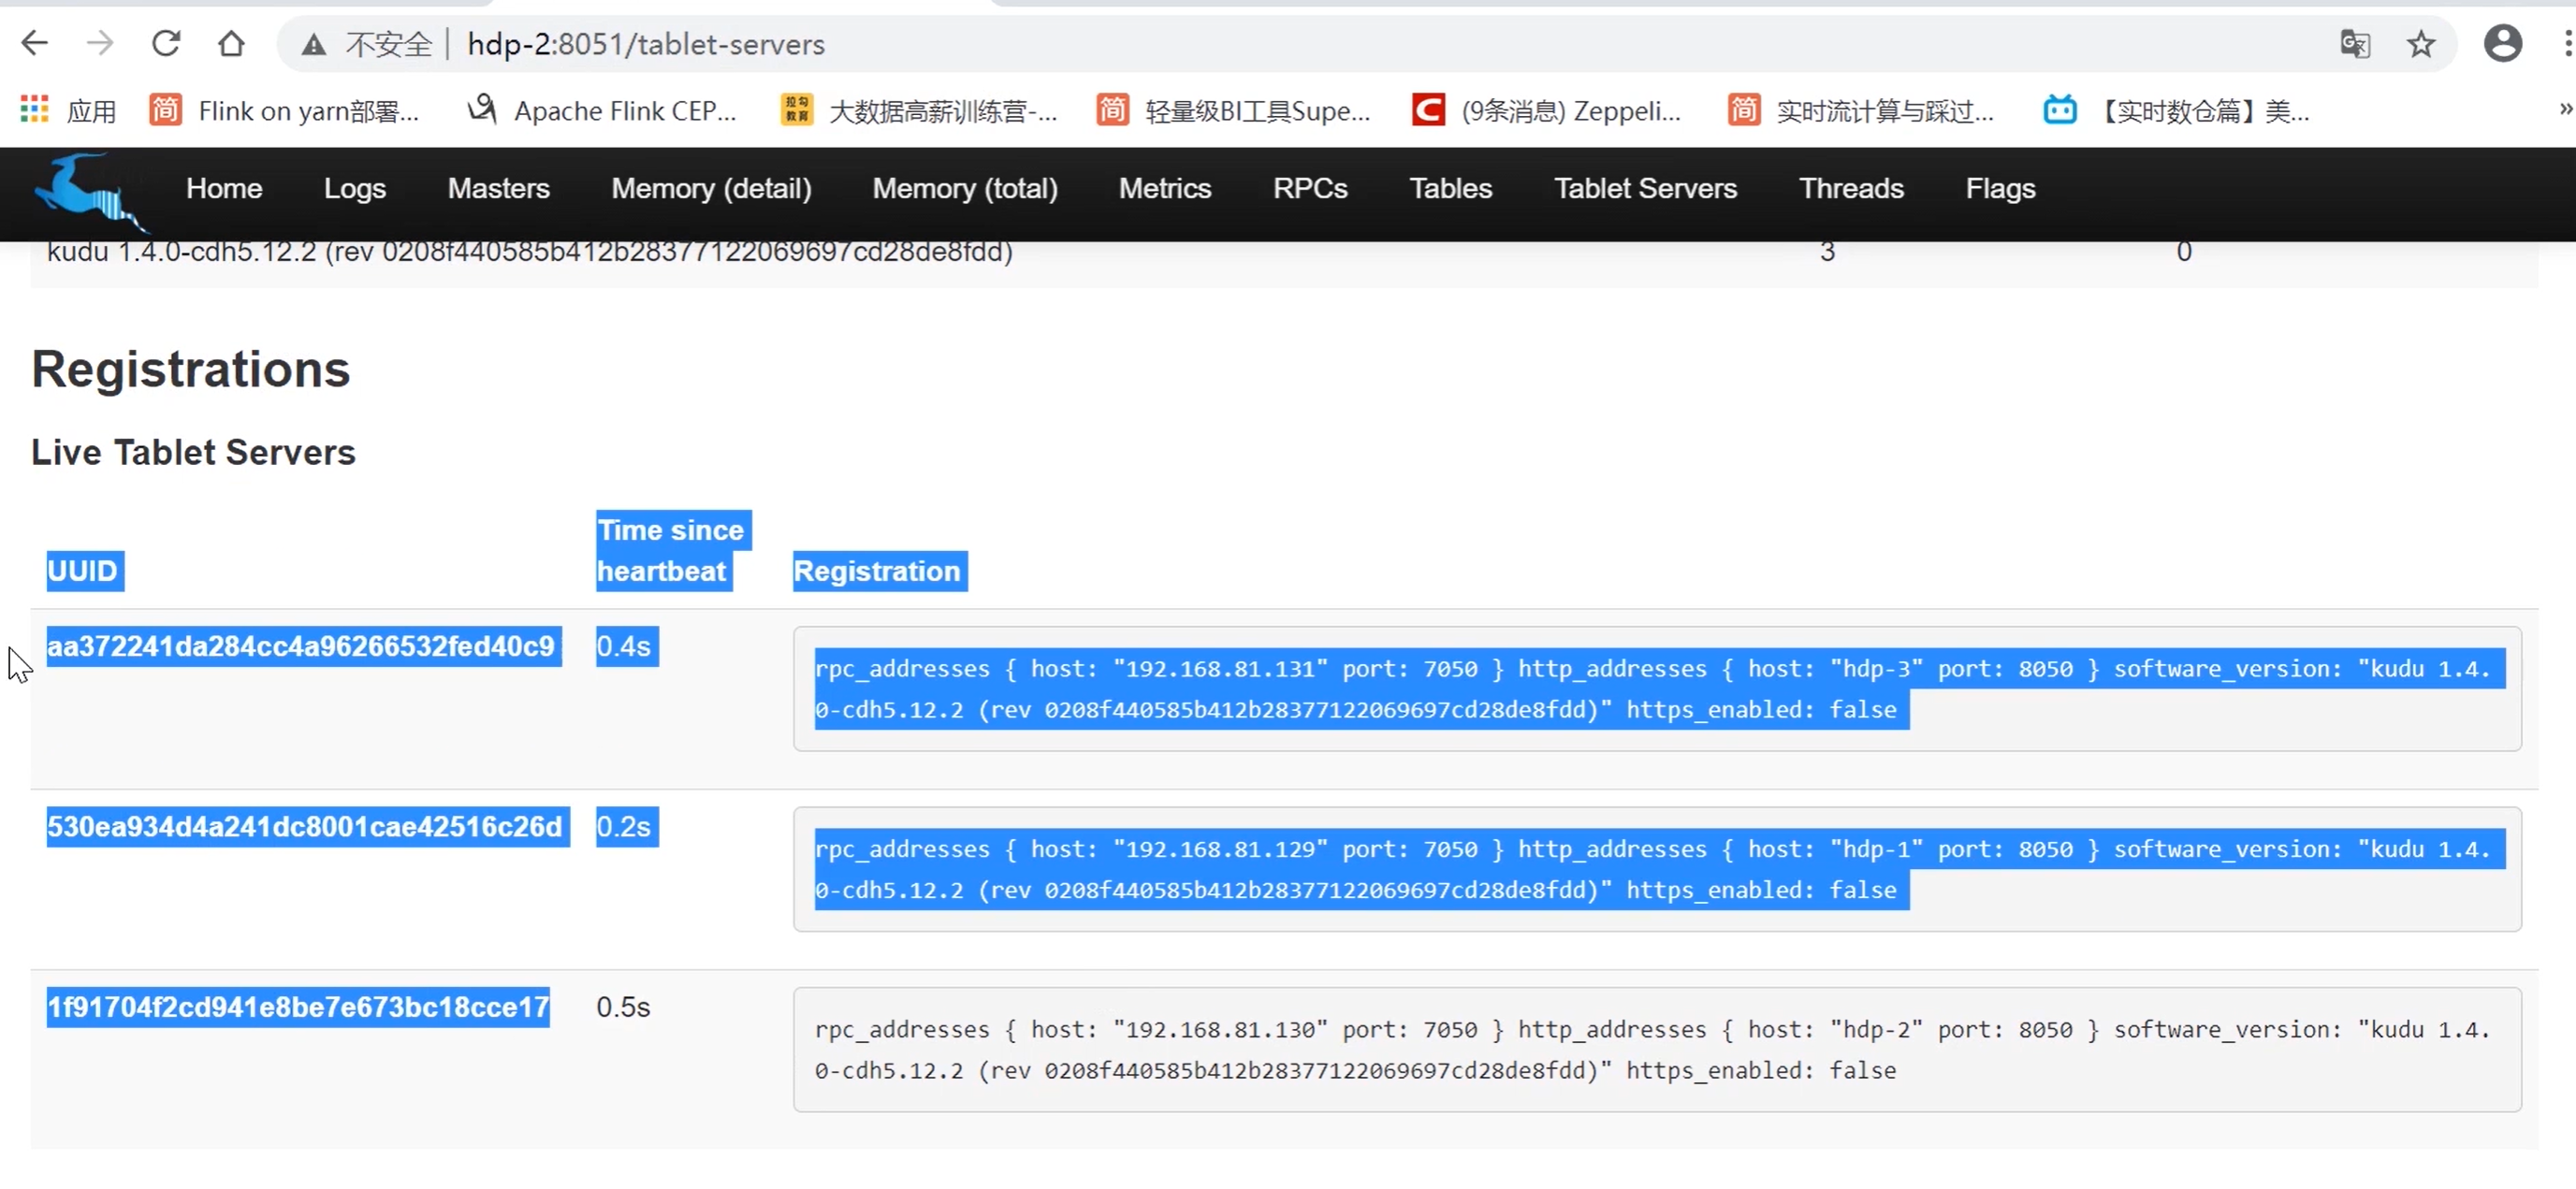 不安全 | hdp-2:8051/tablet-servers
应用 Flink on yarn部署... Apache Flink CEP... 大数据高薪训练营-... 轻量级BI工具Supe... (9条消息) Zeppeli... 实时流计算与踩过... 【实时数仓篇】美... »
Home Logs Masters Memory (detail) Memory (total) Metrics RPCs Tables Tablet Servers Threads Flags
kudu 1.4.0-cdh5.12.2 (rev 0208f440585b412b28377122069697cd28de8fdd) 3 0
Registrations
Live Tablet Servers
UUID Time since heartbeat Registration
aa372241da284cc4a96266532fed40c9 0.4s
rpc_addresses { host: "192.168.81.131" port: 7050 } http_addresses { host: "hdp-3" port: 8050 } software_version: "kudu 1.4.
0-cdh5.12.2 (rev 0208f440585b412b28377122069697cd28de8fdd)" https_enabled: false
530ea934d4a241dc8001cae42516c26d 0.2s
rpc_addresses { host: "192.168.81.129" port: 7050 } http_addresses { host: "hdp-1" port: 8050 } software_version: "kudu 1.4.
0-cdh5.12.2 (rev 0208f440585b412b28377122069697cd28de8fdd)" https_enabled: false
1f91704f2cd941e8be7e673bc18cce17 0.5s
rpc_addresses { host: "192.168.81.130" port: 7050 } http_addresses { host: "hdp-2" port: 8050 } software_version: "kudu 1.4.
0-cdh5.12.2 (rev 0208f440585b412b28377122069697cd28de8fdd)" https_enabled: false